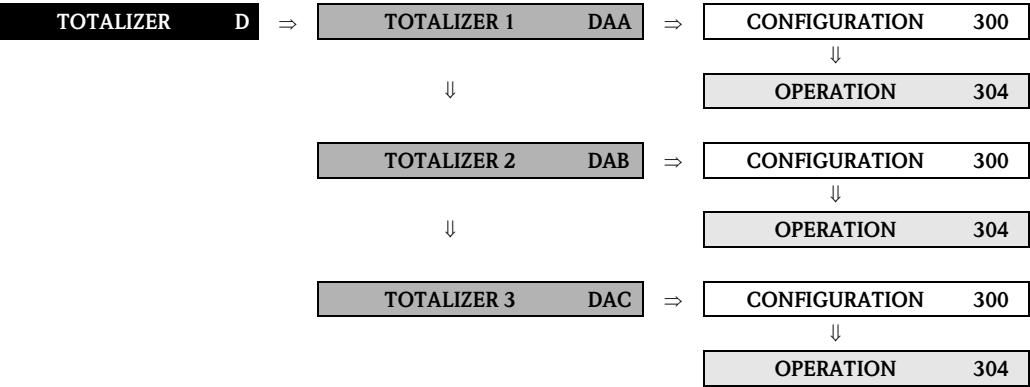 TOTALIZER D ⇒ TOTALIZER 1 DAA ⇒ CONFIGURATION 300
⇓
⇓ OPERATION 304
TOTALIZER 2 DAB ⇒ CONFIGURATION 300
⇓
⇓ OPERATION 304
TOTALIZER 3 DAC ⇒ CONFIGURATION 300
⇓
OPERATION 304